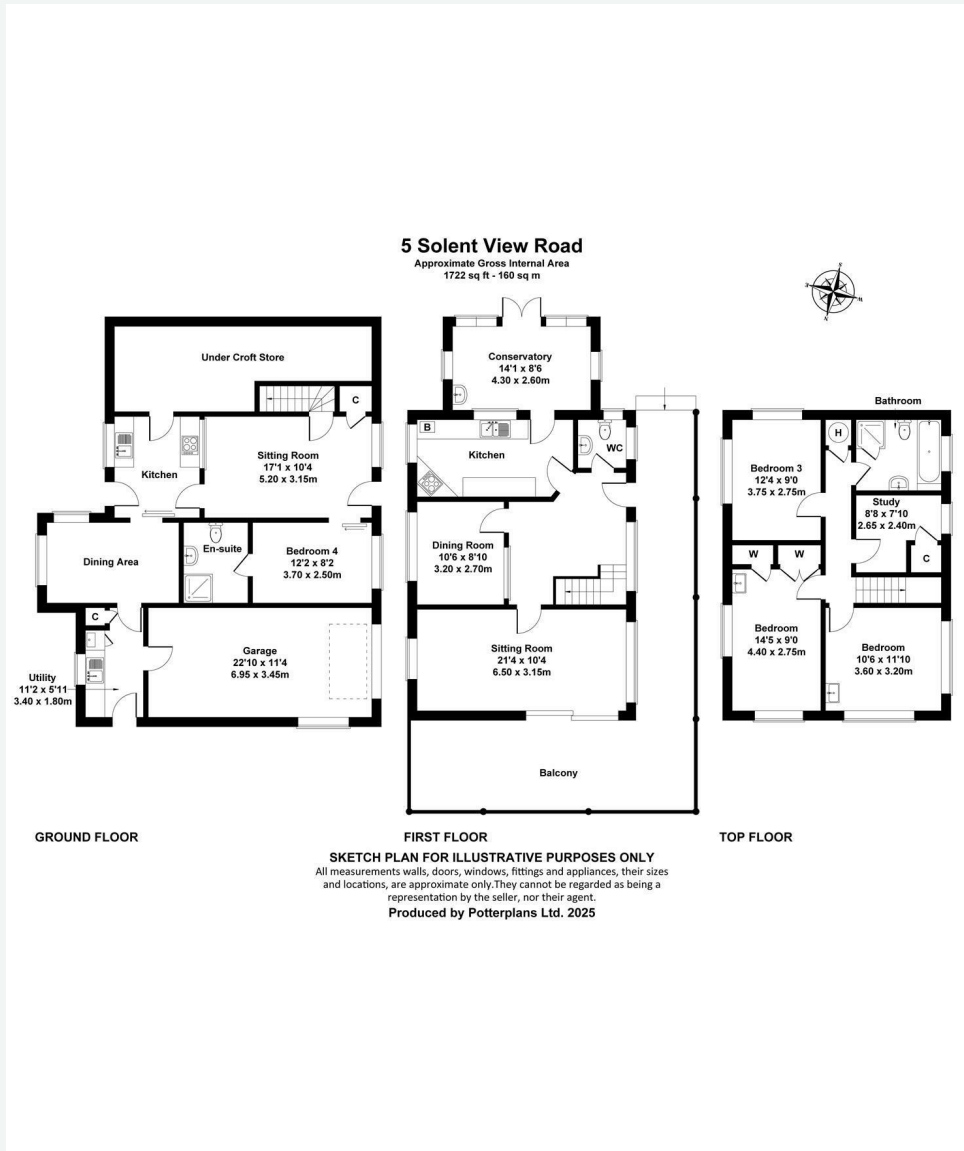 5 Solent View Road
Approximate Gross Internal Area
1722 sq ft - 160 sq m
S
W
N
Under Croft Store
C
Kitchen
Sitting Room
17'1 x 10'4
5.20 x 3.15m
Dining Area
En-suite
Bedroom 4
12'2 x 8'2
3.70 x 2.50m
C
Utility
11'2 x 5'11
3.40 x 1.80m
Garage
22'10 x 11'4
6.95 x 3.45m
GROUND FLOOR
Conservatory
14'1 x 8'6
4.30 x 2.60m
B
Kitchen
WC
Dining Room
10'6 x 8'10
3.20 x 2.70m
Sitting Room
21'4 x 10'4
6.50 x 3.15m
Balcony
FIRST FLOOR
Bathroom
H
Bedroom 3
12'4 x 9'0
3.75 x 2.75m
Study
8'8 x 7'10
2.65 x 2.40m
C
W
W
Bedroom
14'5 x 9'0
4.40 x 2.75m
Bedroom
10'6 x 11'10
3.60 x 3.20m
TOP FLOOR
SKETCH PLAN FOR ILLUSTRATIVE PURPOSES ONLY
All measurements walls, doors, windows, fittings and appliances, their sizes
and locations, are approximate only.They cannot be regarded as being a
representation by the seller, nor their agent.
Produced by Potterplans Ltd. 2025